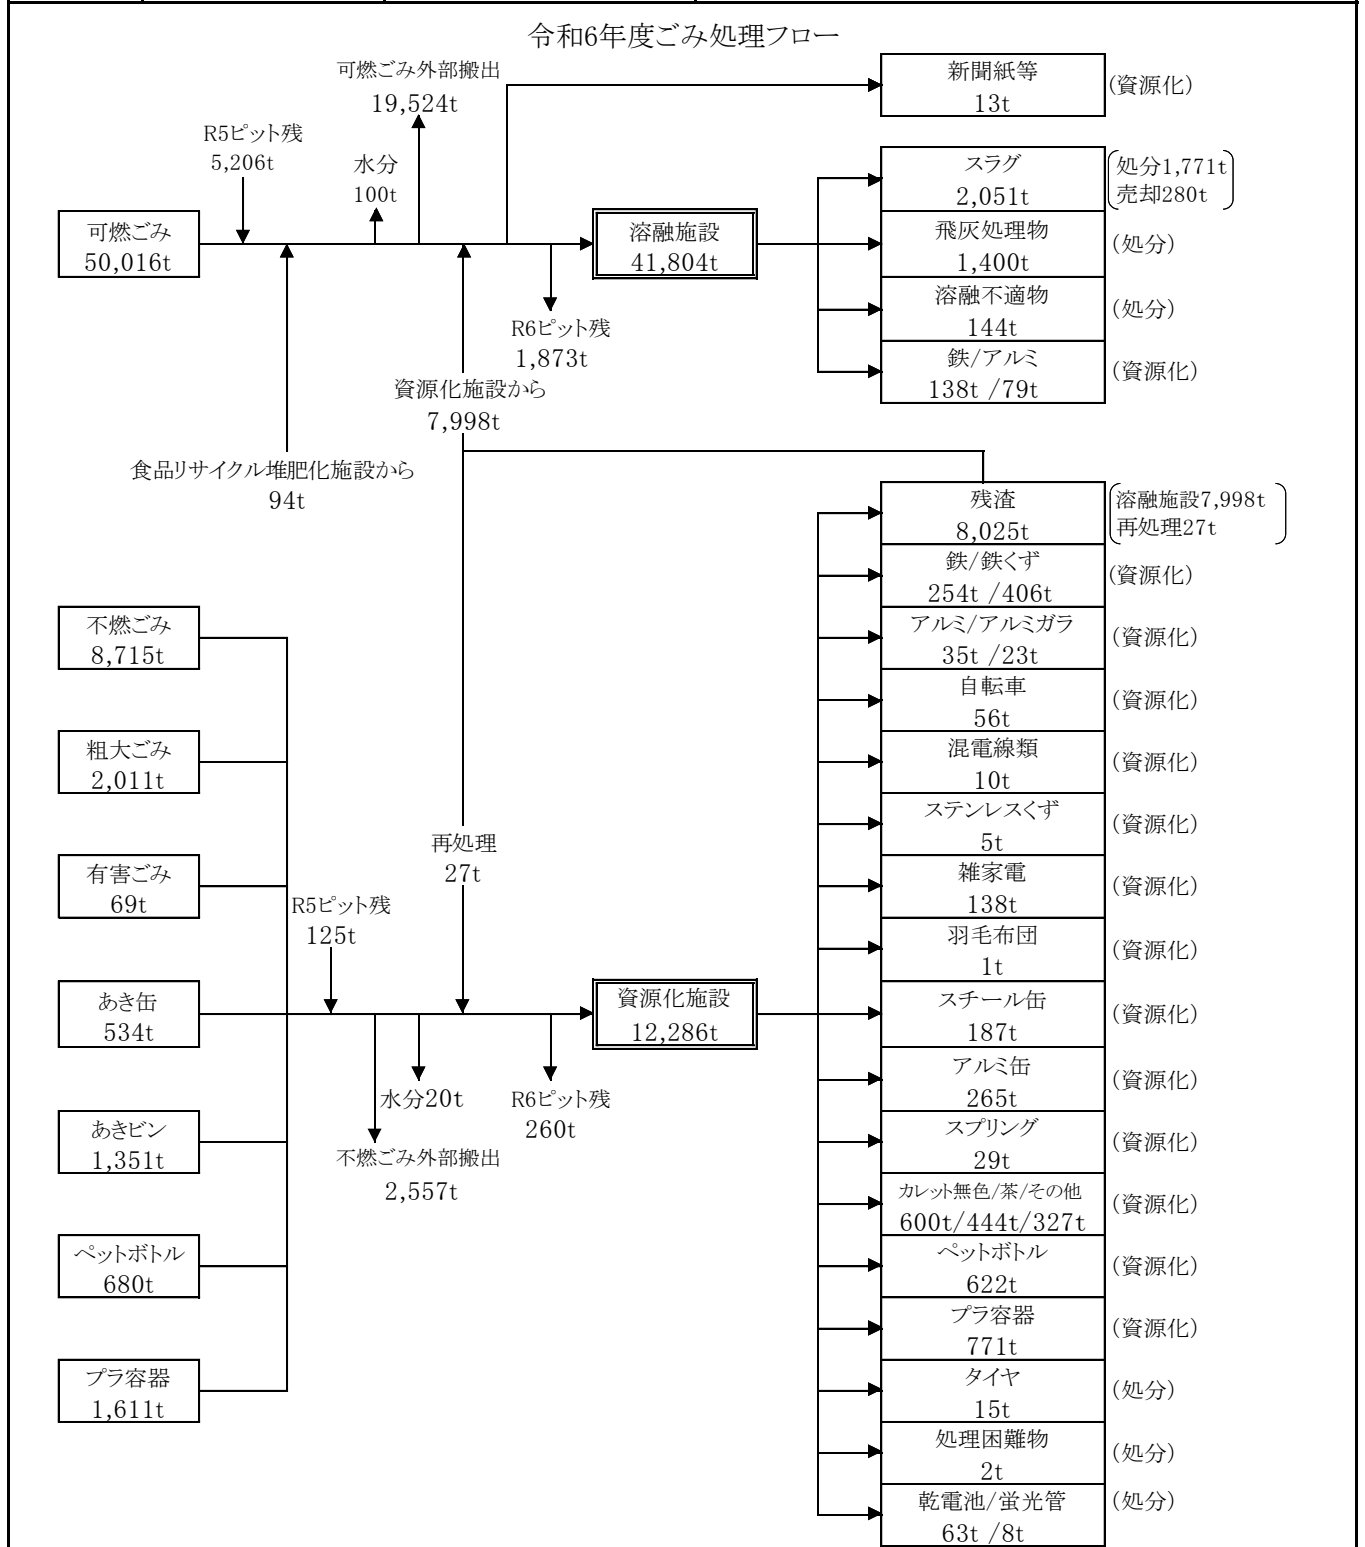 令和6年度ごみ処理フロー
可燃ごみ外部搬出
19,524t
新聞紙等
13t
(資源化)
R5ピット残
5,206t
水分
100t
スラグ
2,051t
処分1,771t
売却280t
可燃ごみ
50,016t
溶融施設
41,804t
飛灰処理物
1,400t
(処分)
溶融不適物
144t
(処分)
R6ピット残
1,873t
鉄/アルミ
138t /79t
(資源化)
資源化施設から
7,998t
食品リサイクル堆肥化施設から
94t
残渣
8,025t
溶融施設7,998t
再処理27t
鉄/鉄くず
254t /406t
(資源化)
不燃ごみ
8,715t
アルミ/アルミガラ
35t /23t
(資源化)
自転車
56t
(資源化)
粗大ごみ
2,011t
混電線類
10t
(資源化)
ステンレスくず
5t
(資源化)
再処理
27t
有害ごみ
69t
雑家電
138t
(資源化)
R5ピット残
125t
羽毛布団
1t
(資源化)
あき缶
534t
資源化施設
12,286t
スチール缶
187t
(資源化)
水分20t
R6ピット残
260t
アルミ缶
265t
(資源化)
あきビン
1,351t
不燃ごみ外部搬出
2,557t
スプリング
29t
(資源化)
カレット無色/茶/その他
600t/444t/327t
(資源化)
ペットボトル
680t
ペットボトル
622t
(資源化)
プラ容器
771t
(資源化)
プラ容器
1,611t
タイヤ
15t
(処分)
処理困難物
2t
(処分)
乾電池/蛍光管
63t /8t
(処分)